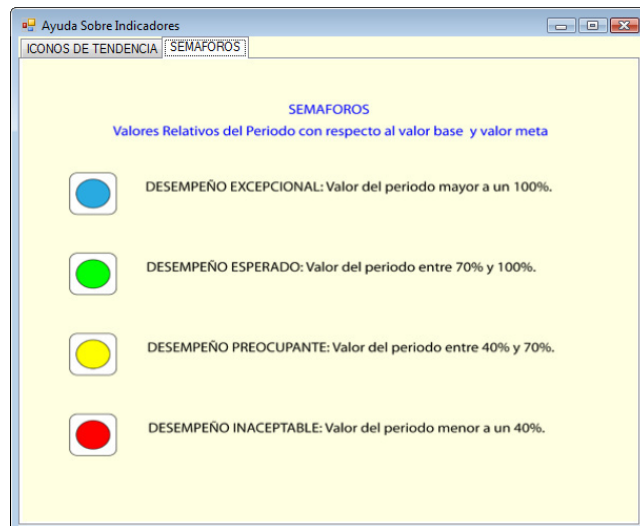 Ayuda Sobre Indicadores
ICONOS DE TENDENCIA SEMAFOROS
SEMAFOROS
Valores Relativos del Periodo con respecto al valor base y valor meta
DESEMPEÑO EXCEPCIONAL: Valor del periodo mayor a un 100%.
DESEMPEÑO ESPERADO: Valor del periodo entre 70% y 100%.
DESEMPEÑO PREOCUPANTE: Valor del periodo entre 40% y 70%.
DESEMPEÑO INACEPTABLE: Valor del periodo menor a un 40%.